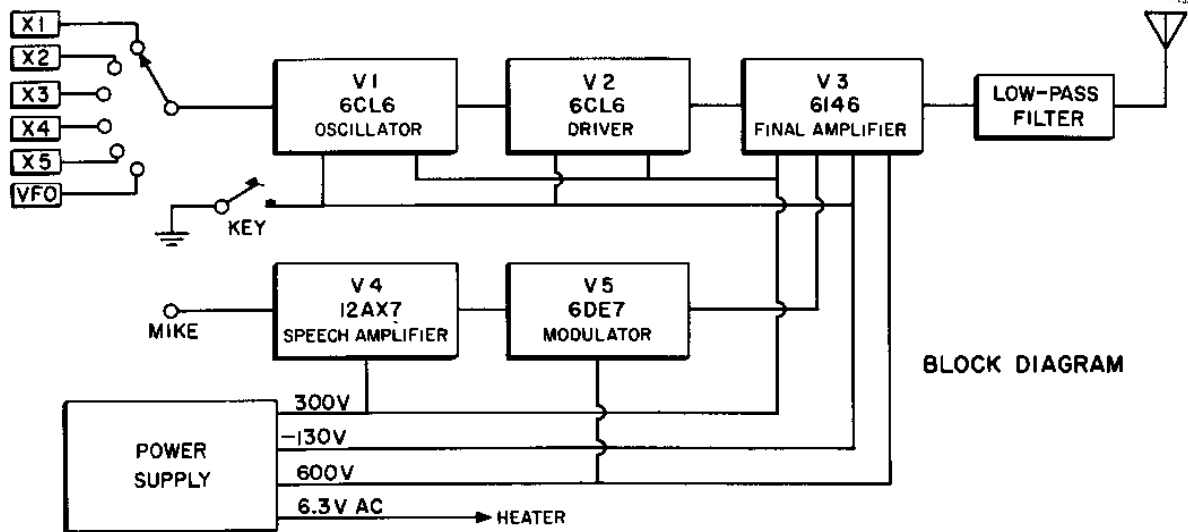 X1
X2
X3
X4
X5
VFO
V1
6CL6
OSCILLATOR
V2
6CL6
DRIVER
V3
6146
FINAL AMPLIFIER
LOW-PASS
FILTER
KEY
MIKE
V4
12AX7
SPEECH AMPLIFIER
V5
6DE7
MODULATOR
BLOCK DIAGRAM
POWER
SUPPLY
300V
-130V
600V
6.3V AC
HEATER